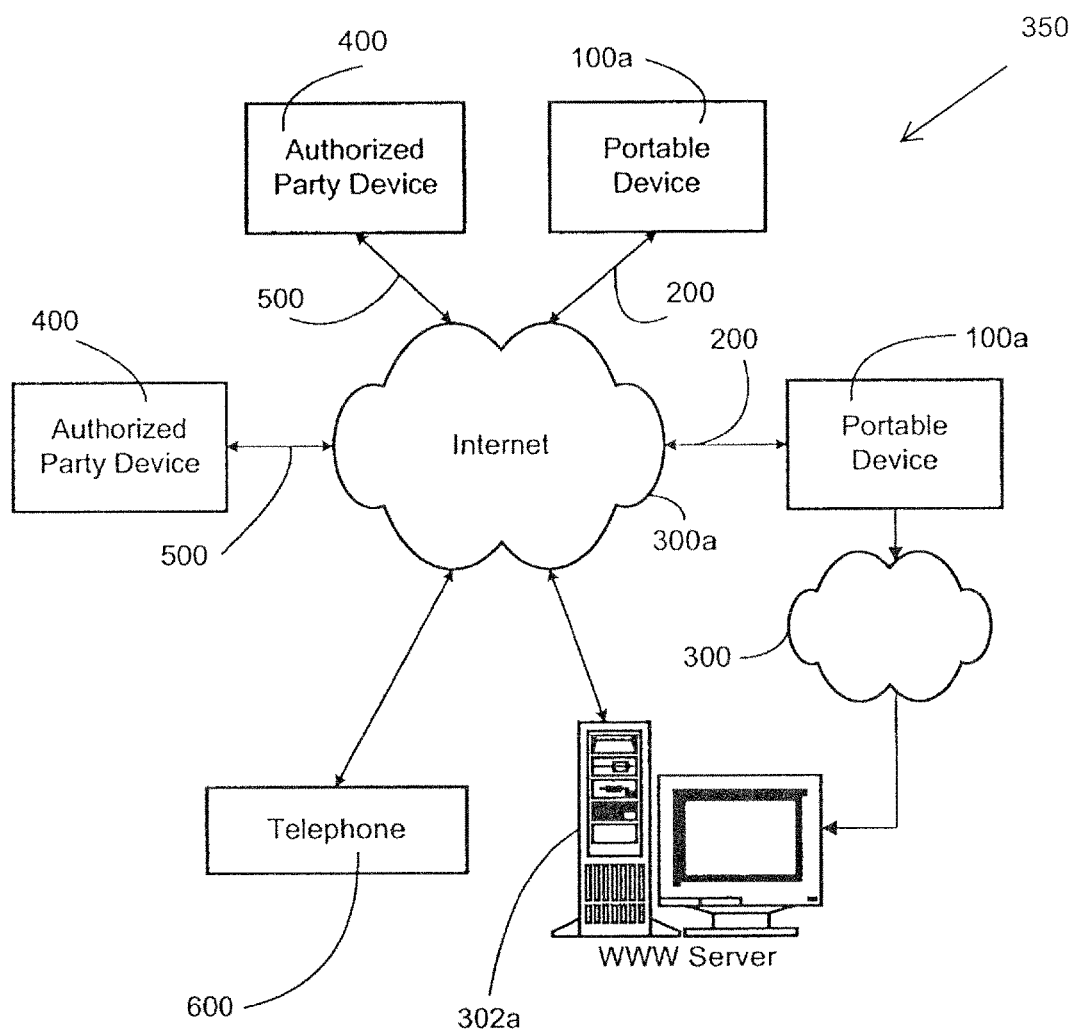 350
400
100a
Authorized
Party Device
Portable
Device
500
200
400
200
100a
Authorized
Party Device
Internet
Portable
Device
500
300a
300
Telephone
WWW Server
600
302a